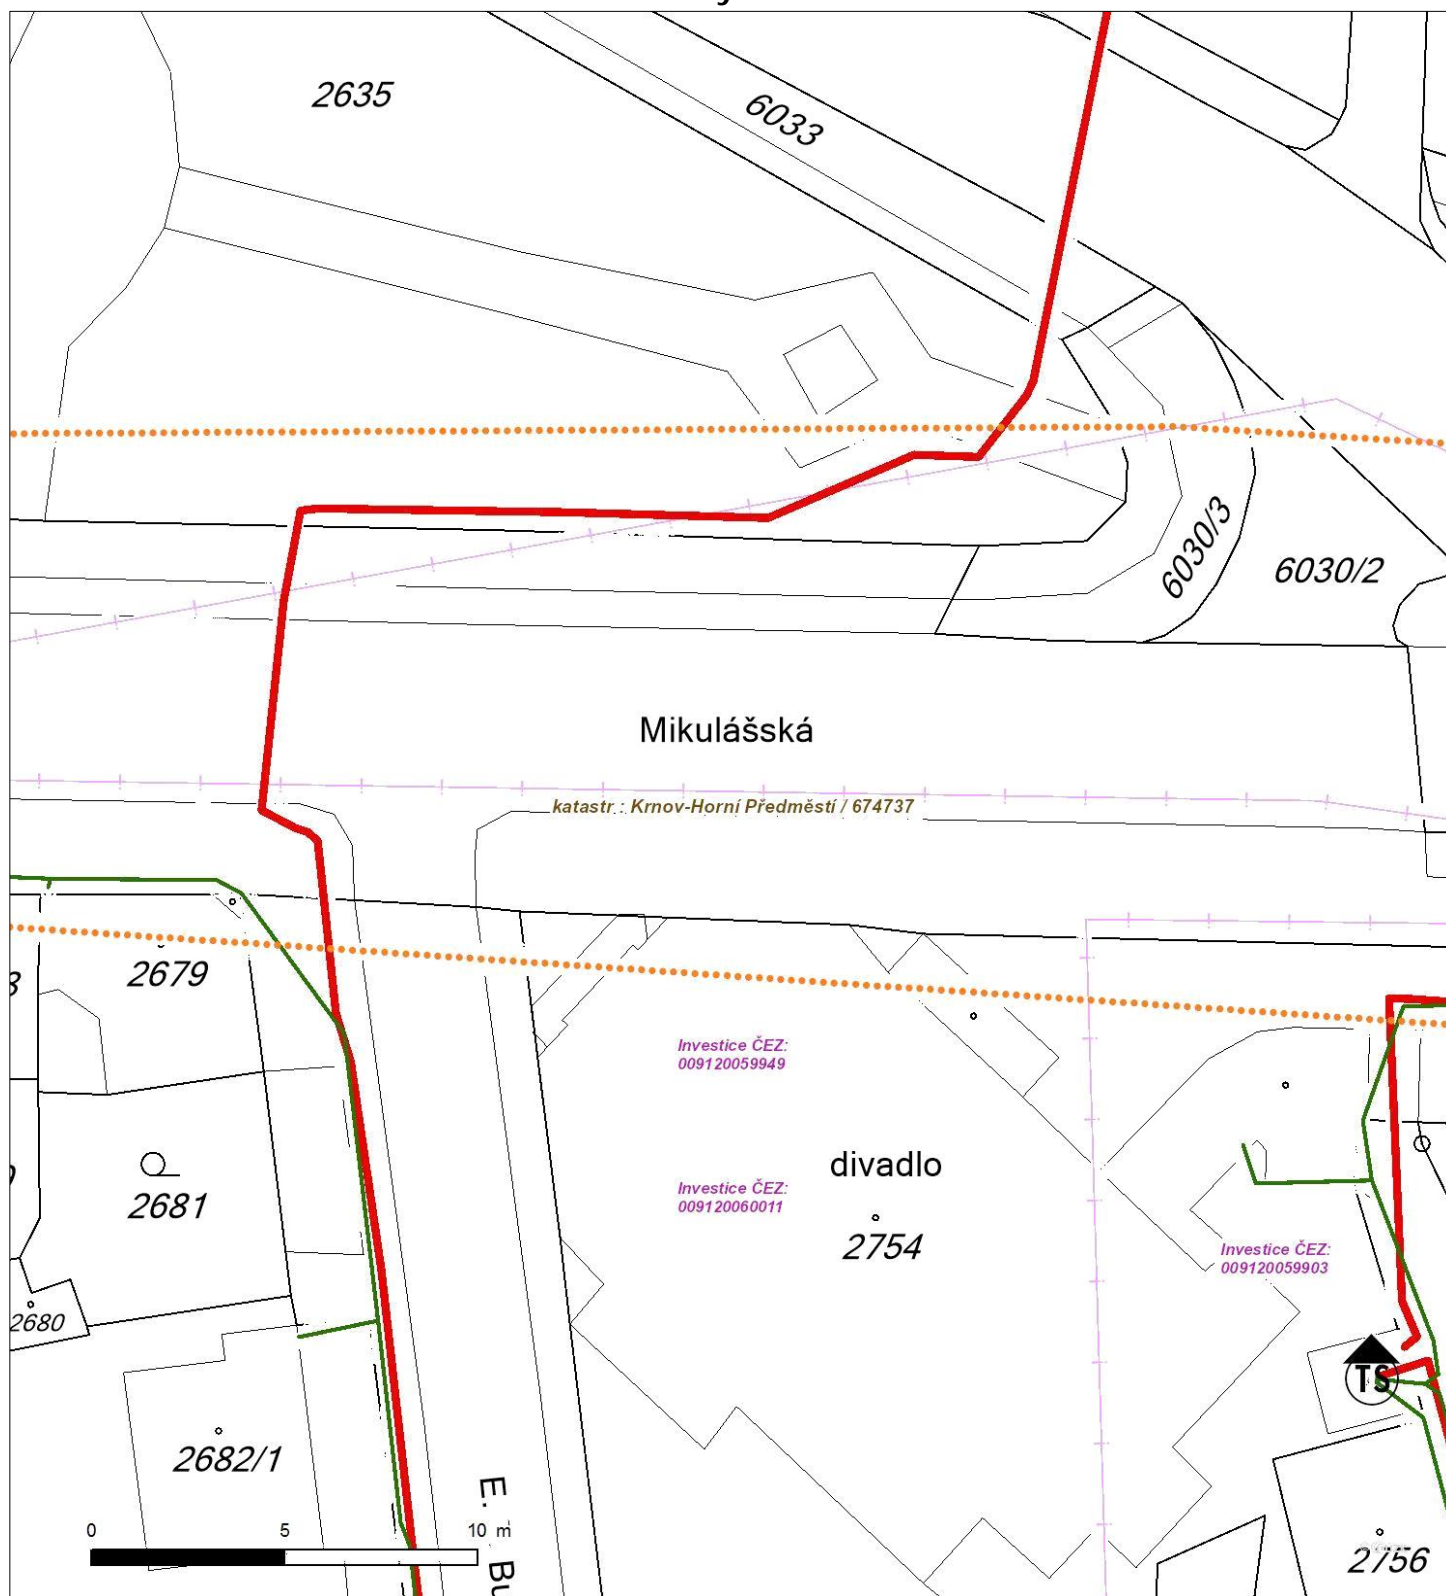 2635
6033
6030/3
6030/2
Mikulášská
katastr.: Krnov-Horní Předměstí / 674737
2679
Investice ČEZ:
009120059949
divadlo
2681
Investice ČEZ:
009120060011
2754
Investice ČEZ:
009120059903
2680
TS
2682/1
E. Bu
0 5 10 m
2756